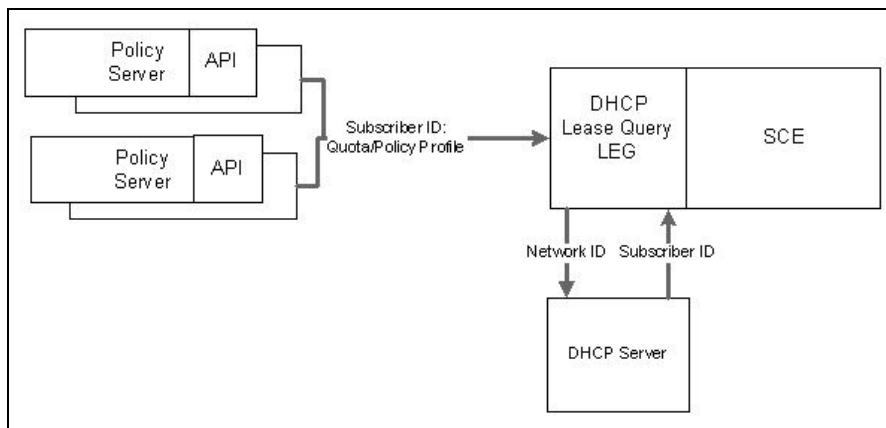 Policy
Server
API
Policy
Server
API
Subscriber ID:
Quota/Policy Profile
DHCP
Lease Query
LEG
SCE
Network ID
Subscriber ID
DHCP Server